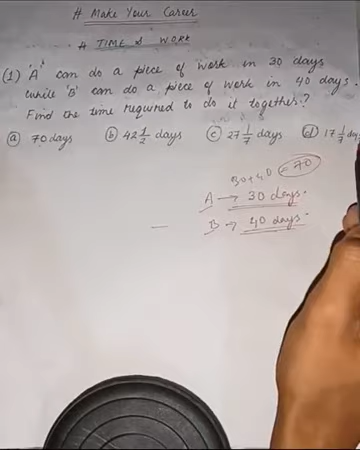 # Make Your Career
# TIME & WORK
(1) 'A' can do a piece of work in 30 days
while 'B' can do a piece of work in 40 days.
Find the time required to do it together.?
(a) 70 days (b) 42 1/2 days (c) 27 1/7 days (d) 17 1/7 days
30+40 = 70
A → 30 days.
B → 40 days.